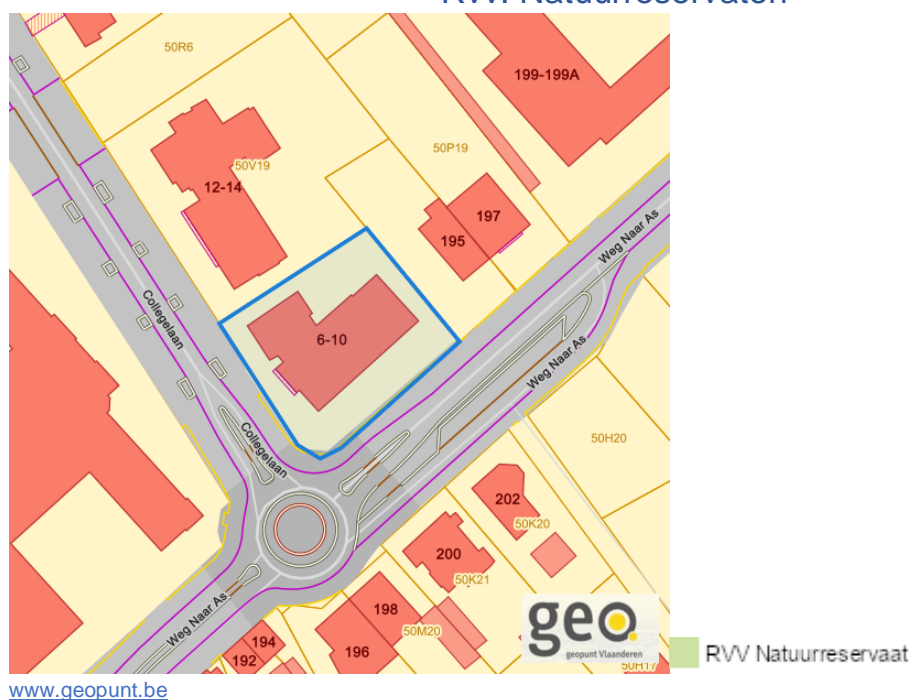 RVV: Natuurreservaten
50R6
199-199A
50P19
50V19
12-14
197
195
Weg Naar As
Collegelaan
6-10
Weg Naar As
Collegelaan
50H20
202
50K20
200
50K21
198
50M20
196
194
192
Weg Naar As
geo
geopunt Vlaanderen
50H17
RVV Natuurreservaat
www.geopunt.be